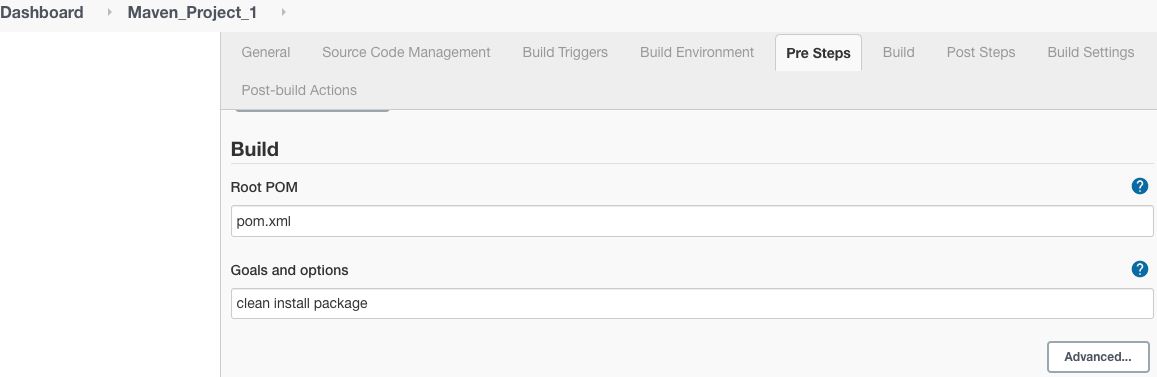 Dashboard Maven_Project_1
General Source Code Management Build Triggers Build Environment Pre Steps Build Post Steps Build Settings
Post-build Actions
Build
Root POM ?
pom.xml
Goals and options ?
clean install package
Advanced...